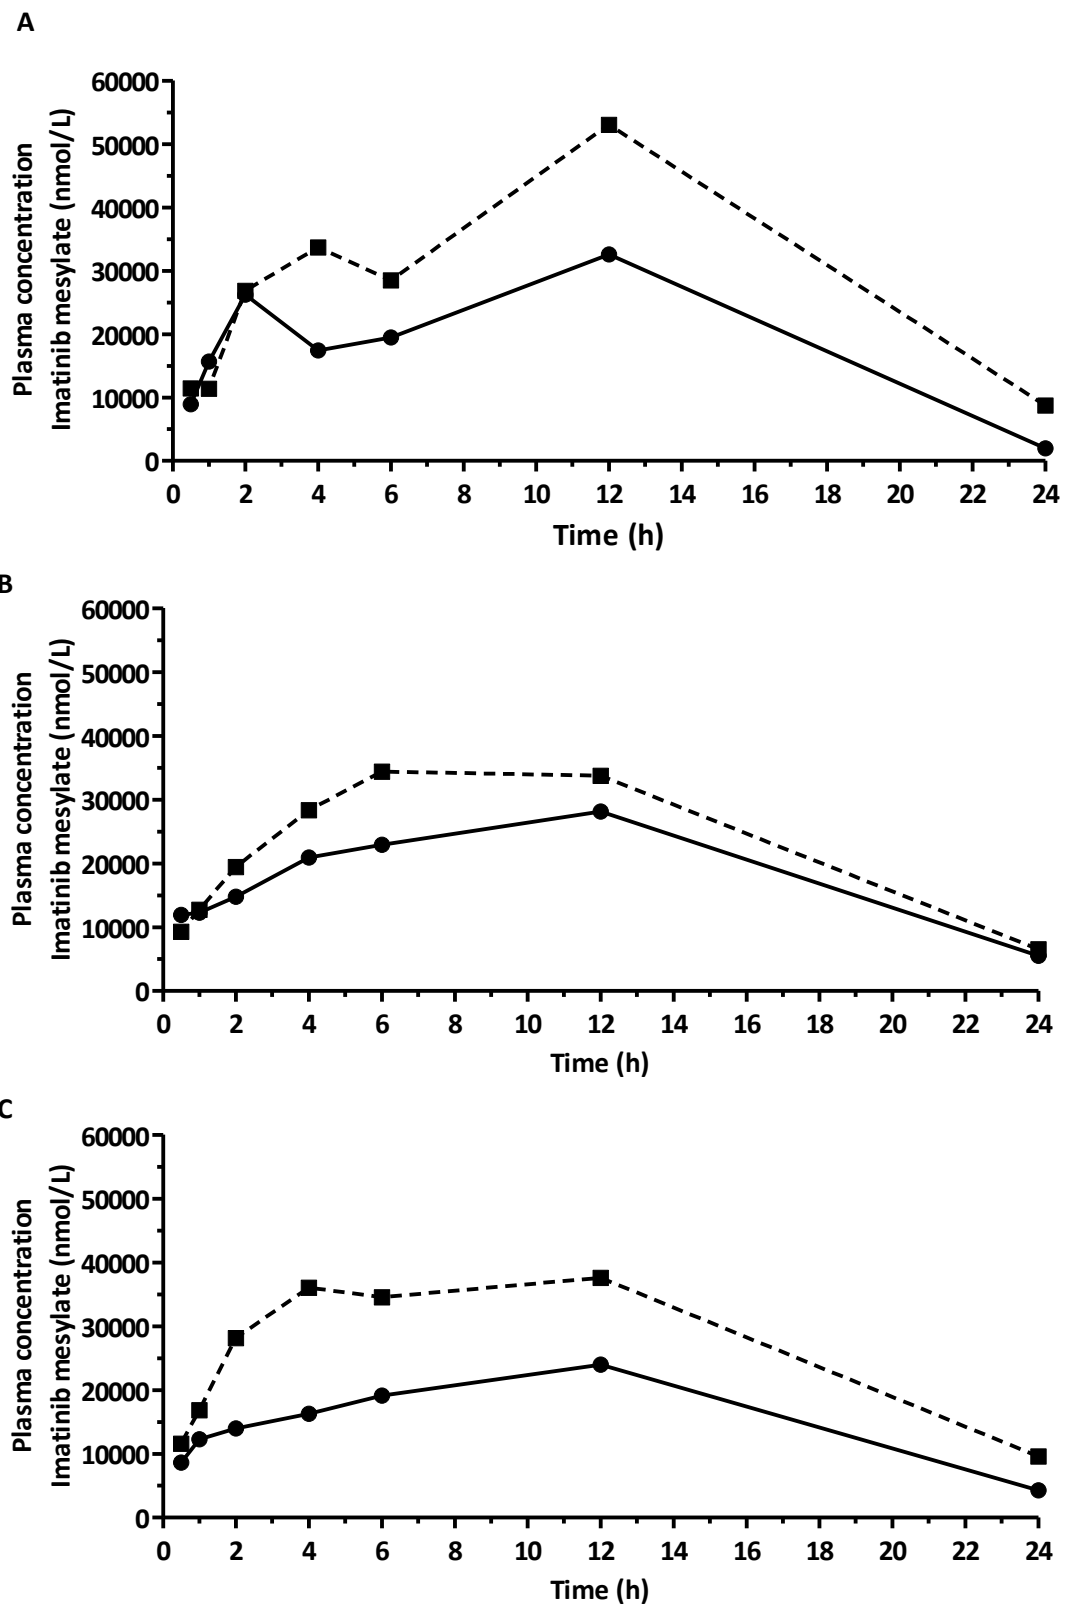 A
60000
50000
40000
30000
20000
10000
0
Plasma concentration
Imatinib mesylate (nmol/L)
0 2 4 6 8 10 12 14 16 18 20 22 24
Time (h)
B
60000
50000
40000
30000
20000
10000
0
Plasma concentration
Imatinib mesylate (nmol/L)
0 2 4 6 8 10 12 14 16 18 20 22 24
Time (h)
C
60000
50000
40000
30000
20000
10000
0
Plasma concentration
Imatinib mesylate (nmol/L)
0 2 4 6 8 10 12 14 16 18 20 22 24
Time (h)